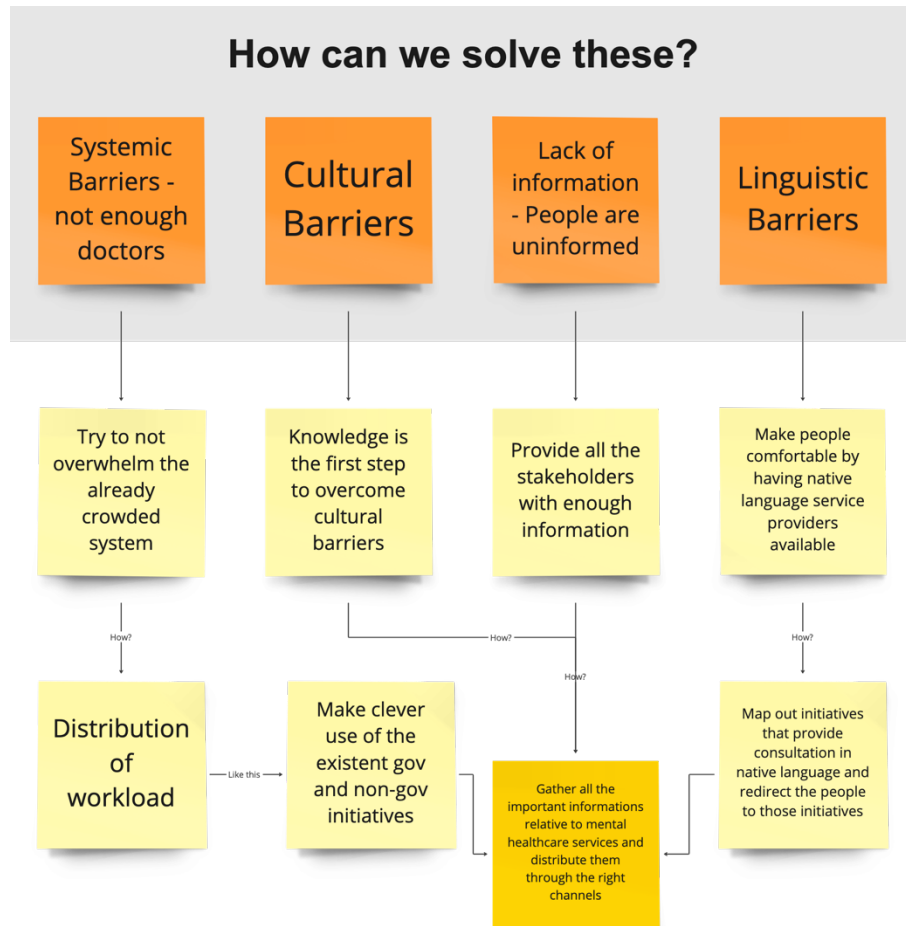 How can we solve these?
Systemic
Barriers -
not enough
doctors
Cultural
Barriers
Lack of
information
- People are
uninformed
Linguistic
Barriers
Try to not
overwhelm the
already
crowded
system
Knowledge is
the first step
to overcome
cultural
barriers
Provide all the
stakeholders
with enough
information
Make people
comfortable by
having native
language service
providers
available
How?
How?
How?
How?
Distribution
of
workload
Like this
Make clever
use of the
existent gov
and non-gov
initiatives
Gather all the
important informations
relative to mental
healthcare services and
distribute them
through the right
channels
Map out initiatives
that provide
consultation in
native language and
redirect the people
to those initiatives